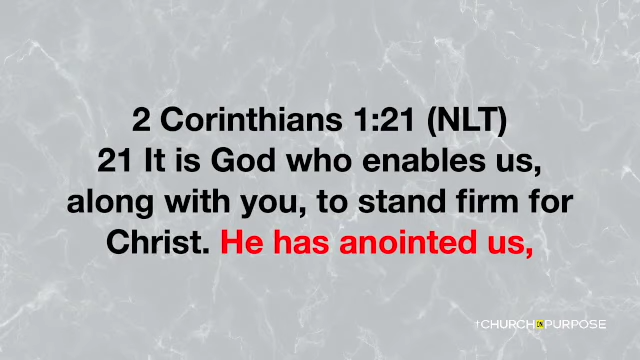 2 Corinthians 1:21 (NLT)
21 It is God who enables us,
along with you, to stand firm for
Christ. He has anointed us,
CHURCH ON PURPOSE